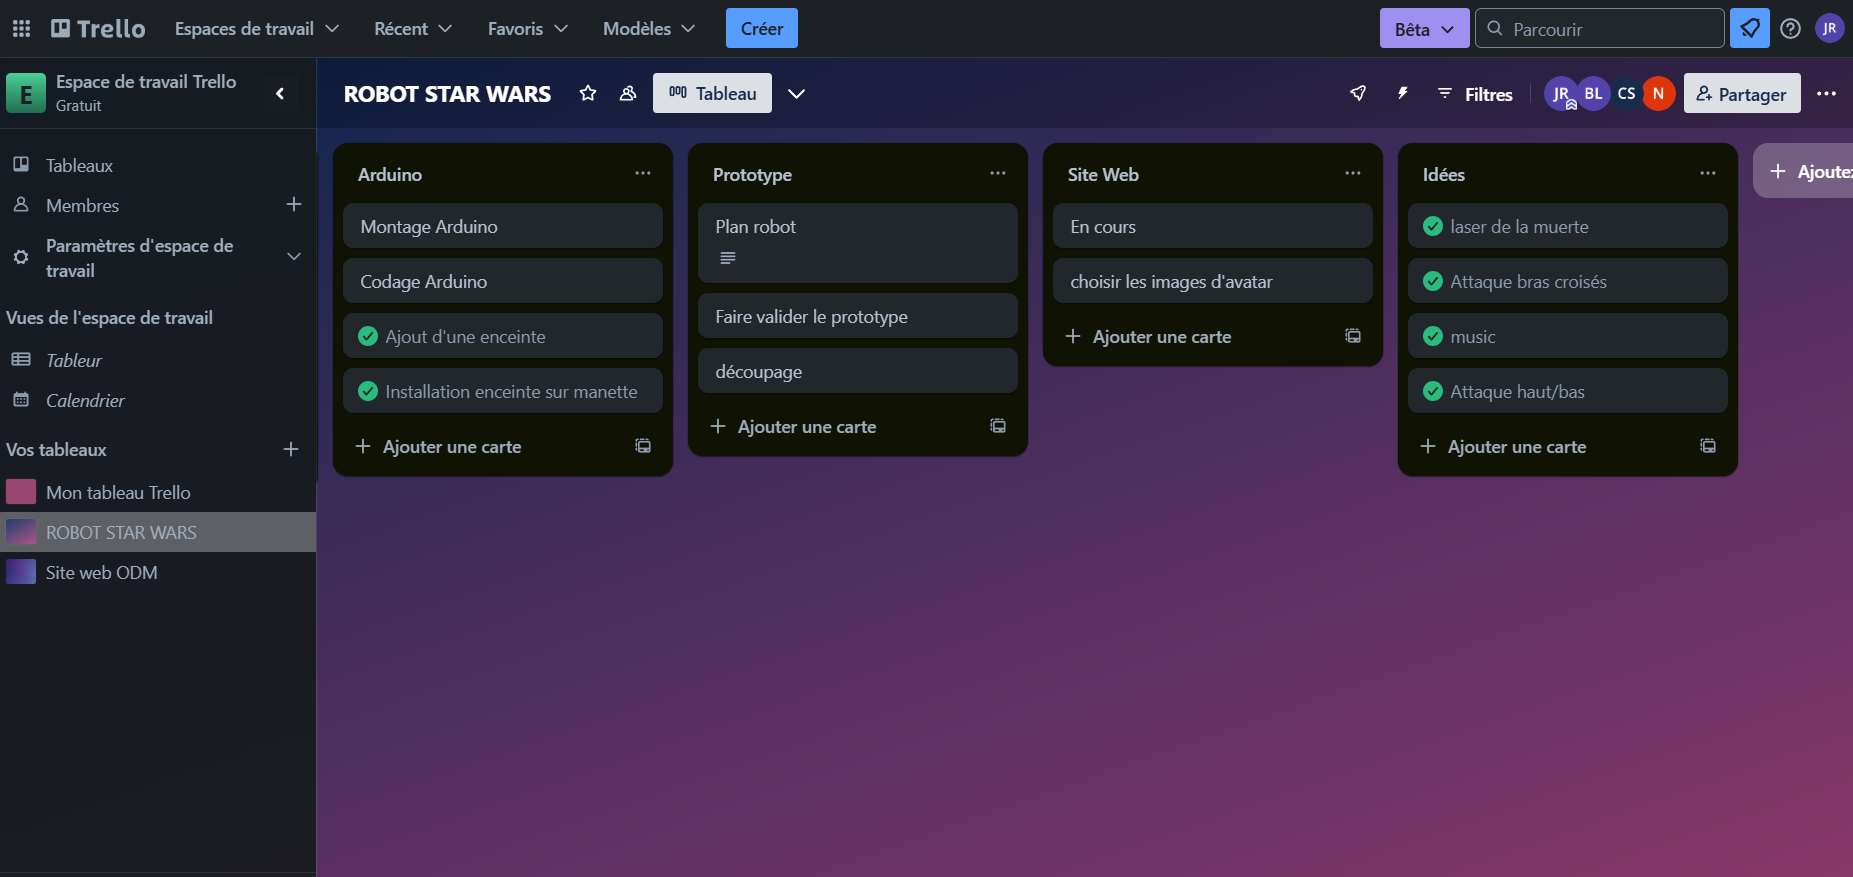 Trello
Espaces de travail
Récent
Favoris
Modèles
Créer
Bêta
Parcourir
JR
E
Espace de travail Trello
Gratuit
Tableaux
Membres
Paramètres d'espace de
travail
Vues de l'espace de travail
Tableur
Calendrier
Vos tableaux
Mon tableau Trello
ROBOT STAR WARS
Site web ODM
ROBOT STAR WARS
Tableau
Filtres
JR
BL
CS
N
Partager
Arduino
Montage Arduino
Codage Arduino
Ajout d'une enceinte
Installation enceinte sur manette
Ajouter une carte
Prototype
Plan robot
Faire valider le prototype
découpage
Ajouter une carte
Site Web
En cours
choisir les images d'avatar
Ajouter une carte
Idées
laser de la muerte
Attaque bras croisés
music
Attaque haut/bas
Ajouter une carte